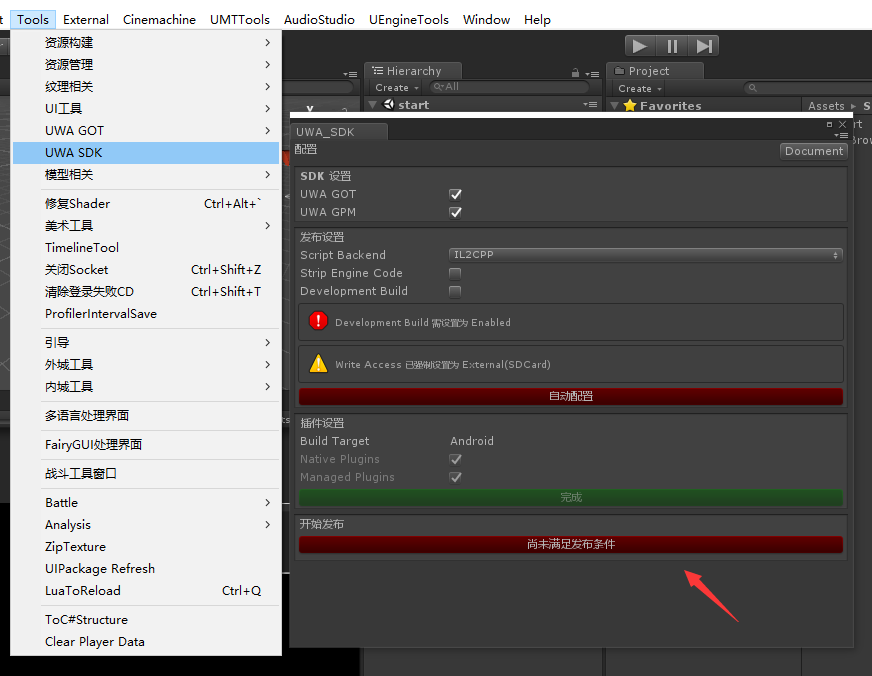 t Tools External Cinemachine UMTTools AudioStudio UEngineTools Window Help
资源构建
资源管理
纹理相关
UI工具
UWA GOT
UWA SDK
模型相关
修复Shader Ctrl+Alt+`
美术工具
TimelineTool
关闭Socket Ctrl+Shift+Z
清除登录失败CD Ctrl+Shift+T
ProfilerIntervalSave
引导
外城工具
内城工具
多语言处理界面
FairyGUI处理界面
战斗工具窗口
Battle
Analysis
ZipTexture
UIPackage Refresh
LuaToReload Ctrl+Q
ToC#Structure
Clear Player Data
Hierarchy
Create
All
start
Project
Create
Favorites
Assets
S
UWA_SDK
配置
Document
SDK 设置
UWA GOT
UWA GPM
发布设置
Script Backend IL2CPP
Strip Engine Code
Development Build
Development Build 需设置为 Enabled
Write Access 已强制设置为 External(SDCard)
自动配置
插件设置
Build Target Android
Native Plugins
Managed Plugins
完成
开始发布
尚未满足发布条件